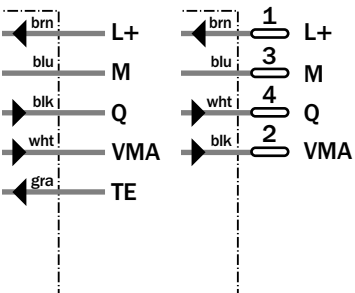 brn L+
blu M
blk Q
wht VMA
gra TE
brn 1 L+
blu 3 M
wht 4 Q
blk 2 VMA